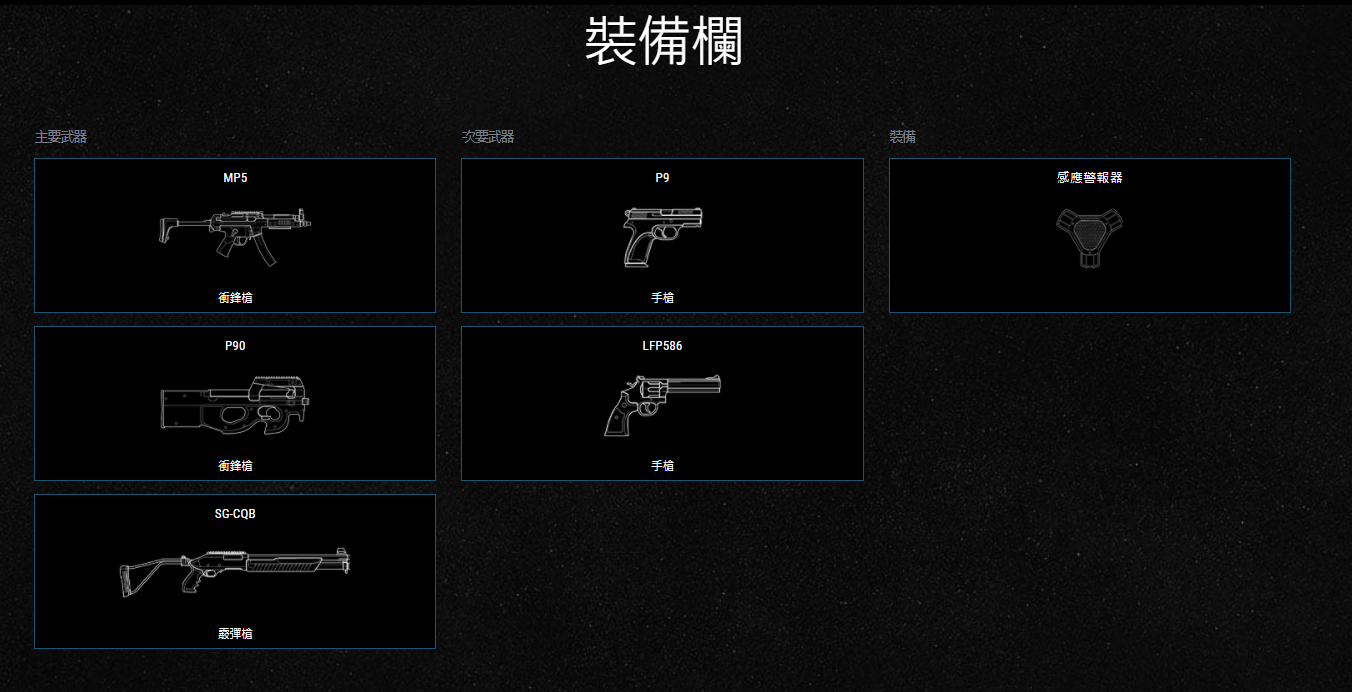 裝備欄
主要武器
MP5
衝鋒槍
P90
衝鋒槍
SG-CQB
霰彈槍
次要武器
P9
手槍
LFP586
手槍
裝備
感應警報器